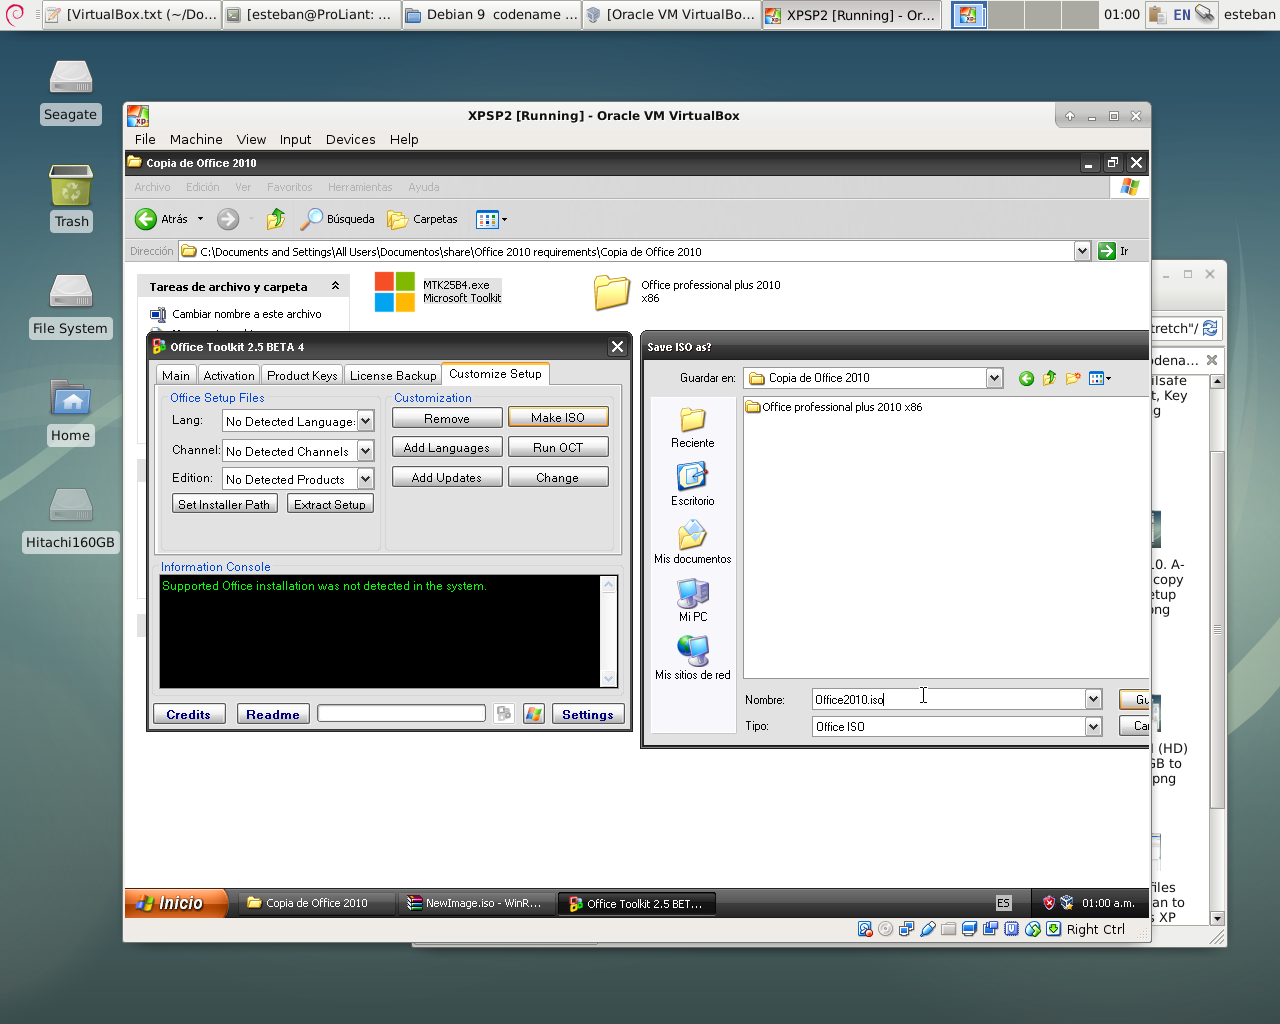 [VirtualBox.txt (~/Do...
[esteban@ProLiant: ...
Debian 9  codename ...
[Oracle VM VirtualBo...
XPSP2 [Running] - Or...
01:00
EN
esteban
Seagate
Trash
File System
Home
Hitachi160GB
XPSP2 [Running] - Oracle VM VirtualBox
File Machine View Input Devices Help
Copia de Office 2010
Archivo Edición Ver Favoritos Herramientas Ayuda
Atrás
Búsqueda
Carpetas
Dirección
C:\Documents and Settings\All Users\Documentos\share\Office 2010 requirements\Copia de Office 2010
Ir
Tareas de archivo y carpeta
Cambiar nombre a este archivo
MTK25B4.exe
Microsoft Toolkit
Office professional plus 2010
x86
Office Toolkit 2.5 BETA 4
Main
Activation
Product Keys
License Backup
Customize Setup
Office Setup Files
Lang:
No Detected Language:
Channel:
No Detected Channels
Edition:
No Detected Products
Set Installer Path
Extract Setup
Customization
Remove
Make ISO
Add Languages
Run OCT
Add Updates
Change
Information Console
Supported Office installation was not detected in the system.
Credits
Readme
Settings
Save ISO as?
Guardar en:
Copia de Office 2010
Office professional plus 2010 x86
Reciente
Escritorio
Mis documentos
Mi PC
Mis sitios de red
Nombre:
Office2010.iso
Gu
Tipo:
Office ISO
Ca
tretch"/
dena...
ilsafe
t, Key
g
.0. A-
copy
etup
ng
l (HD)
GB to
.png
files
an to
s XP
Inicio
Copia de Office 2010
NewImage.iso - WinR...
Office Toolkit 2.5 BET...
ES
01:00 a.m.
Right Ctrl